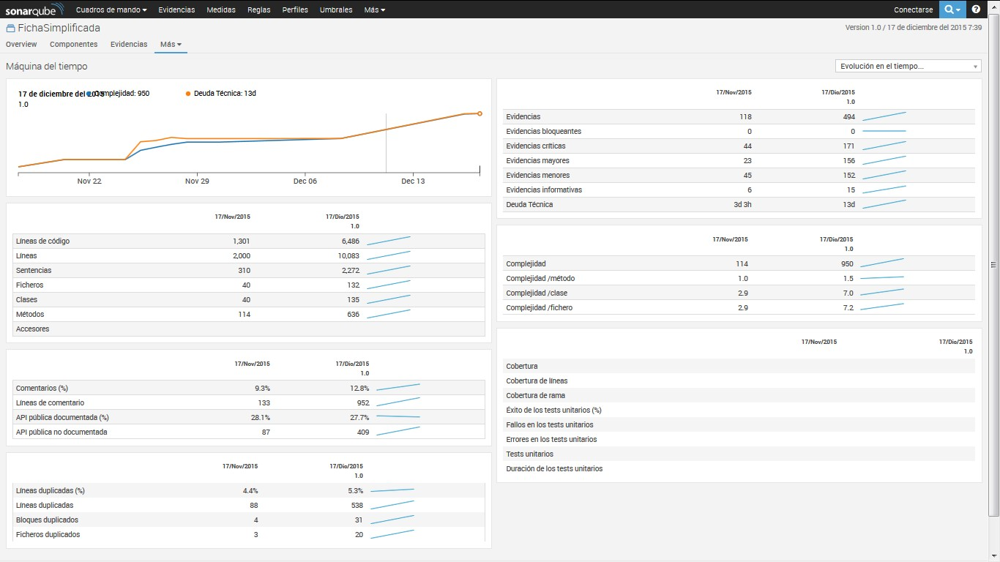 sonarqube Cuadros de mando Evidencias Medidas Reglas Perfiles Umbrales Más Conectarse
FichaSimplificada Version 1.0 / 17 de diciembre del 2015 7:39
Overview Componentes Evidencias Más
Máquina del tiempo Evolución en el tiempo...
17 de diciembre del 2015 Complejidad: 950 Deuda Técnica: 13d
1.0
Nov 22 Nov 29 Dec 06 Dec 13
17/Nov/2015 17/Dio/2015
1.0
Líneas de código 1,301 6,486
Líneas 2,000 10,083
Sentencias 310 2,272
Ficheros 40 132
Clases 40 135
Métodos 114 636
Accesores
17/Nov/2015 17/Dio/2015
1.0
Comentarios (%) 9.3% 12.8%
Líneas de comentario 133 952
API pública documentada (%) 28.1% 27.7%
API pública no documentada 87 409
17/Nov/2015 17/Dio/2015
1.0
Líneas duplicadas (%) 4.4% 5.3%
Líneas duplicadas 88 538
Bloques duplicados 4 31
Ficheros duplicados 3 20
17/Nov/2015 17/Dio/2015
1.0
Evidencias 118 494
Evidencias bloqueantes 0 0
Evidencias críticas 44 171
Evidencias mayores 23 156
Evidencias menores 45 152
Evidencias informativas 6 15
Deuda Técnica 3d 3h 13d
17/Nov/2015 17/Dio/2015
1.0
Complejidad 114 950
Complejidad /método 1.0 1.5
Complejidad /clase 2.9 7.0
Complejidad /fichero 2.9 7.2
17/Nov/2015 17/Dio/2015
1.0
Cobertura
Cobertura de líneas
Cobertura de rama
Éxito de los tests unitarios (%)
Fallos en los tests unitarios
Errores en los tests unitarios
Tests unitarios
Duración de los tests unitarios